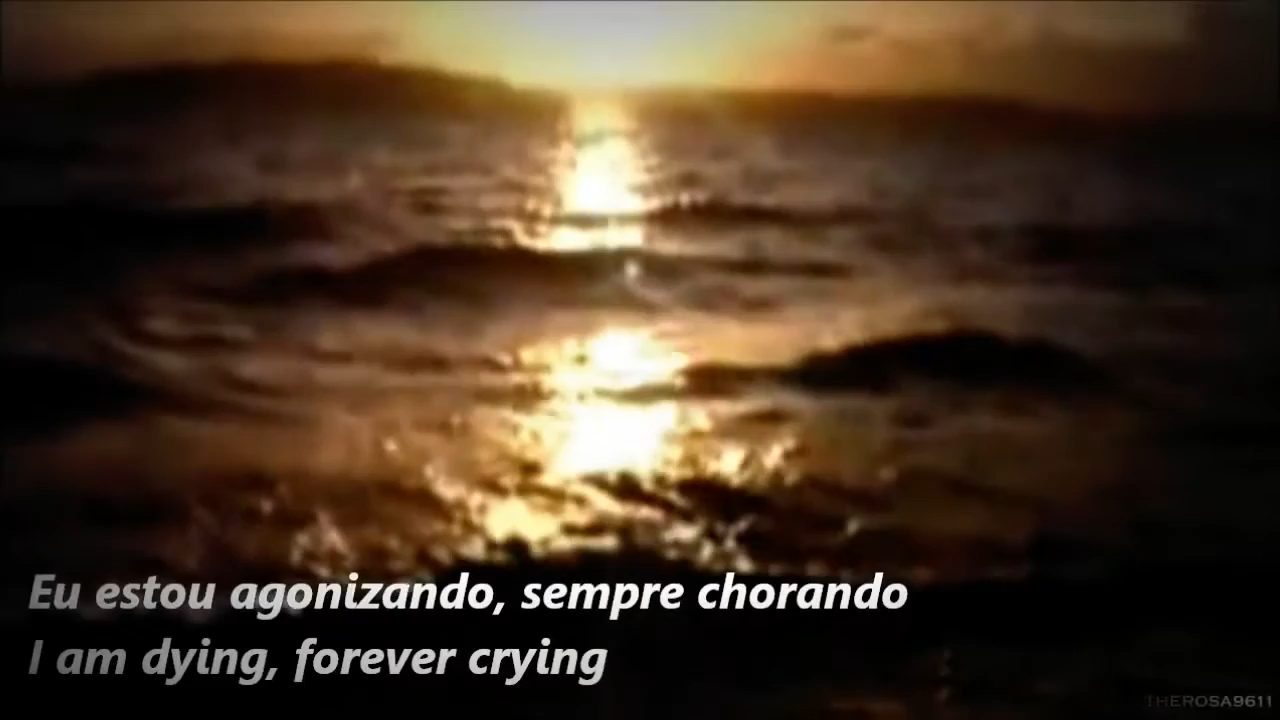 Eu estou agonizando, sempre chorando
I am dying, forever crying
THEROSA9611